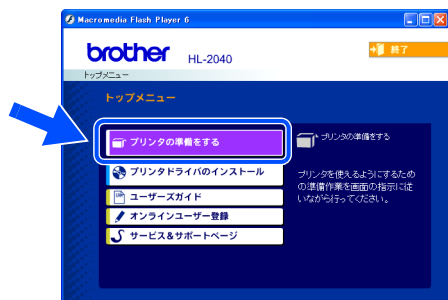 Macromedia Flash Player 6
brother HL-2040
終了
トップメニュー
トップメニュー
プリンタの準備をする
プリンタドライバのインストール
ユーザーズガイド
オンラインユーザー登録
サービス&サポートページ
プリンタの準備をする
プリンタを使えるようにするため
の準備作業を画面の指示に従
いながら行ってください。